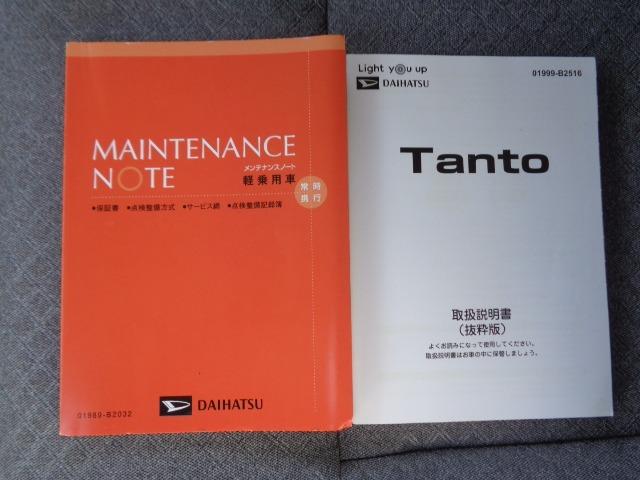 MAINTENANCE
NOTE
メンテナンスノート
軽乗用車
常時
携行
●保証書 ●点検整備方式 ●サービス網 ●点検整備記録簿
01989-B2032
DAIHATSU
Light you up
DAIHATSU
01999-B2516
Tanto
取扱説明書
(抜粋版)
よくお読みになって使用してください。
取扱説明書はお車の中に保管しましょう。